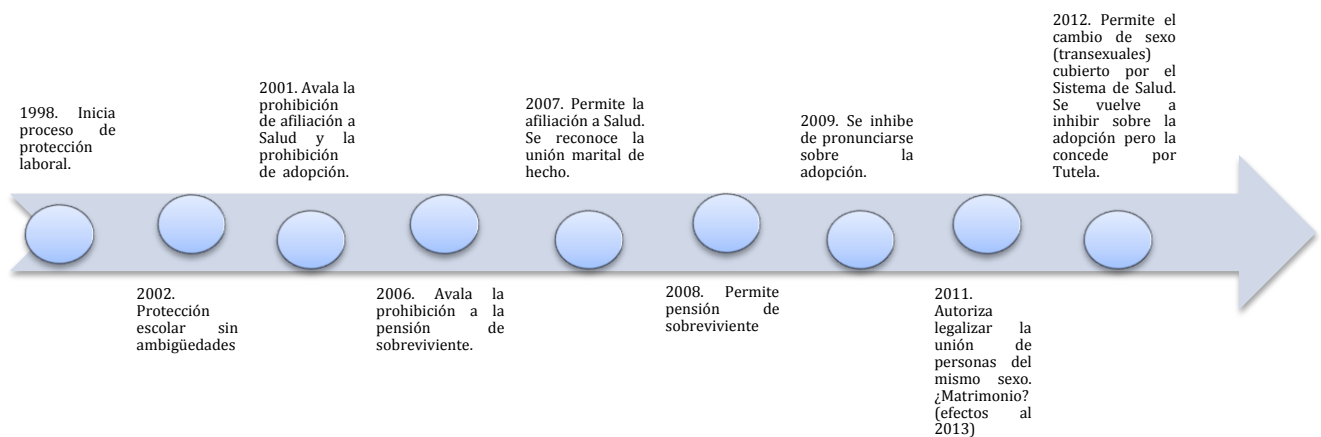 1998. Inicia
proceso de
protección
laboral.
2002.
Protección
escolar sin
ambigüedades
2001. Avala la
prohibición
de afiliación a
Salud y la
prohibición
de adopción.
2006. Avala la
prohibición a la
pensión de
sobreviviente.
2007. Permite la
afiliación a Salud.
Se reconoce la
unión marital de
hecho.
2008. Permite
pensión de
sobreviviente
2009. Se inhibe
de pronunciarse
sobre la
adopción.
2011.
Autoriza
legalizar la
unión de
personas del
mismo sexo.
¿Matrimonio?
(efectos al
2013)
2012. Permite el
cambio de sexo
(transexuales)
cubierto por el
Sistema de Salud.
Se vuelve a
inhibir sobre la
adopción pero la
concede por
Tutela.